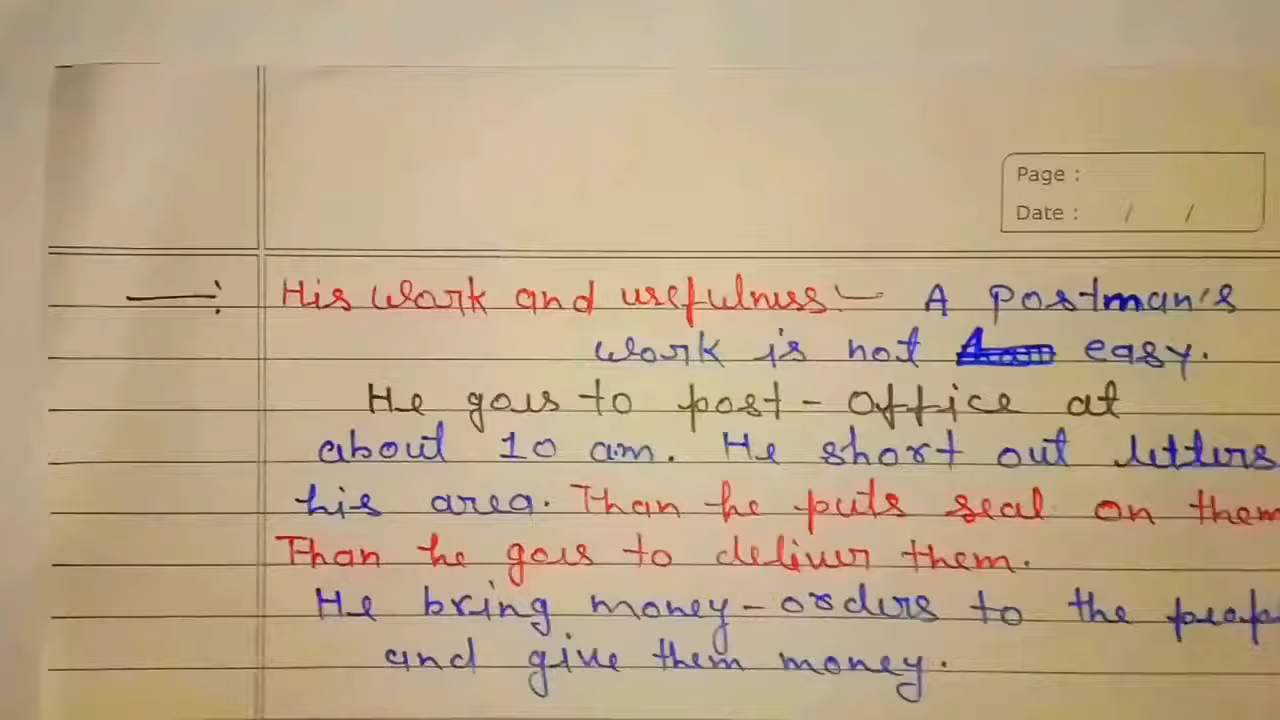 Page :
Date : / /
His work and usefulness :- A Postman's
work is not easy.
He goes to post-office at
about 10 am. He short out letters
his area. Than he puts seal on them
Than he goes to deliver them.
He bring money-orders to the peop
and give them money.